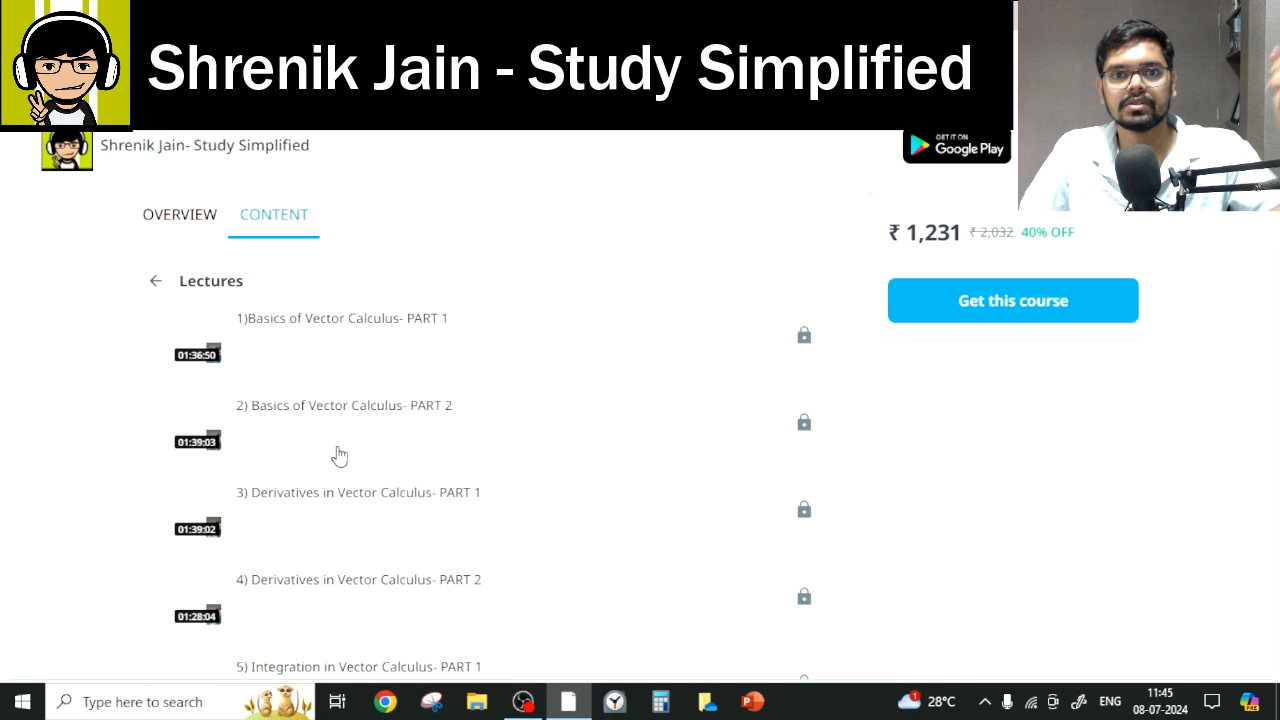 Shrenik Jain - Study Simplified
Shrenik Jain- Study Simplified
GET IT ON
Google Play
OVERVIEW CONTENT
₹ 1,231 ₹ 2,032 40% OFF
Lectures
Get this course
1)Basics of Vector Calculus- PART 1
01:36:50
2) Basics of Vector Calculus- PART 2
01:39:03
3) Derivatives in Vector Calculus- PART 1
01:39:02
4) Derivatives in Vector Calculus- PART 2
01:28:04
5) Integration in Vector Calculus- PART 1
Type here to search
1
28°C
ENG
11:45
08-07-2024